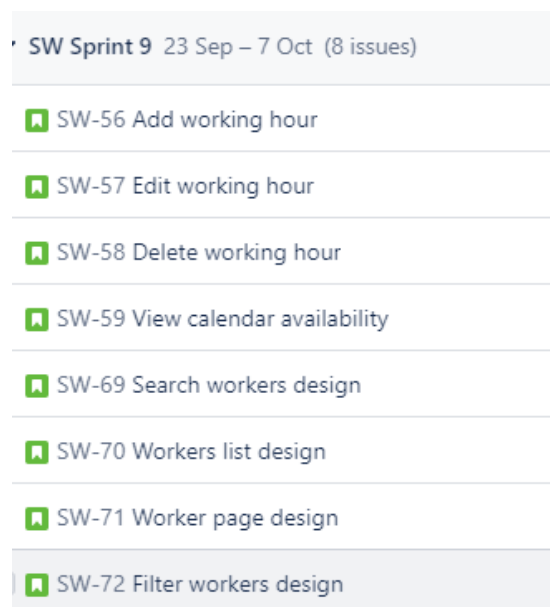 SW Sprint 9 23 Sep – 7 Oct (8 issues)
SW-56 Add working hour
SW-57 Edit working hour
SW-58 Delete working hour
SW-59 View calendar availability
SW-69 Search workers design
SW-70 Workers list design
SW-71 Worker page design
SW-72 Filter workers design